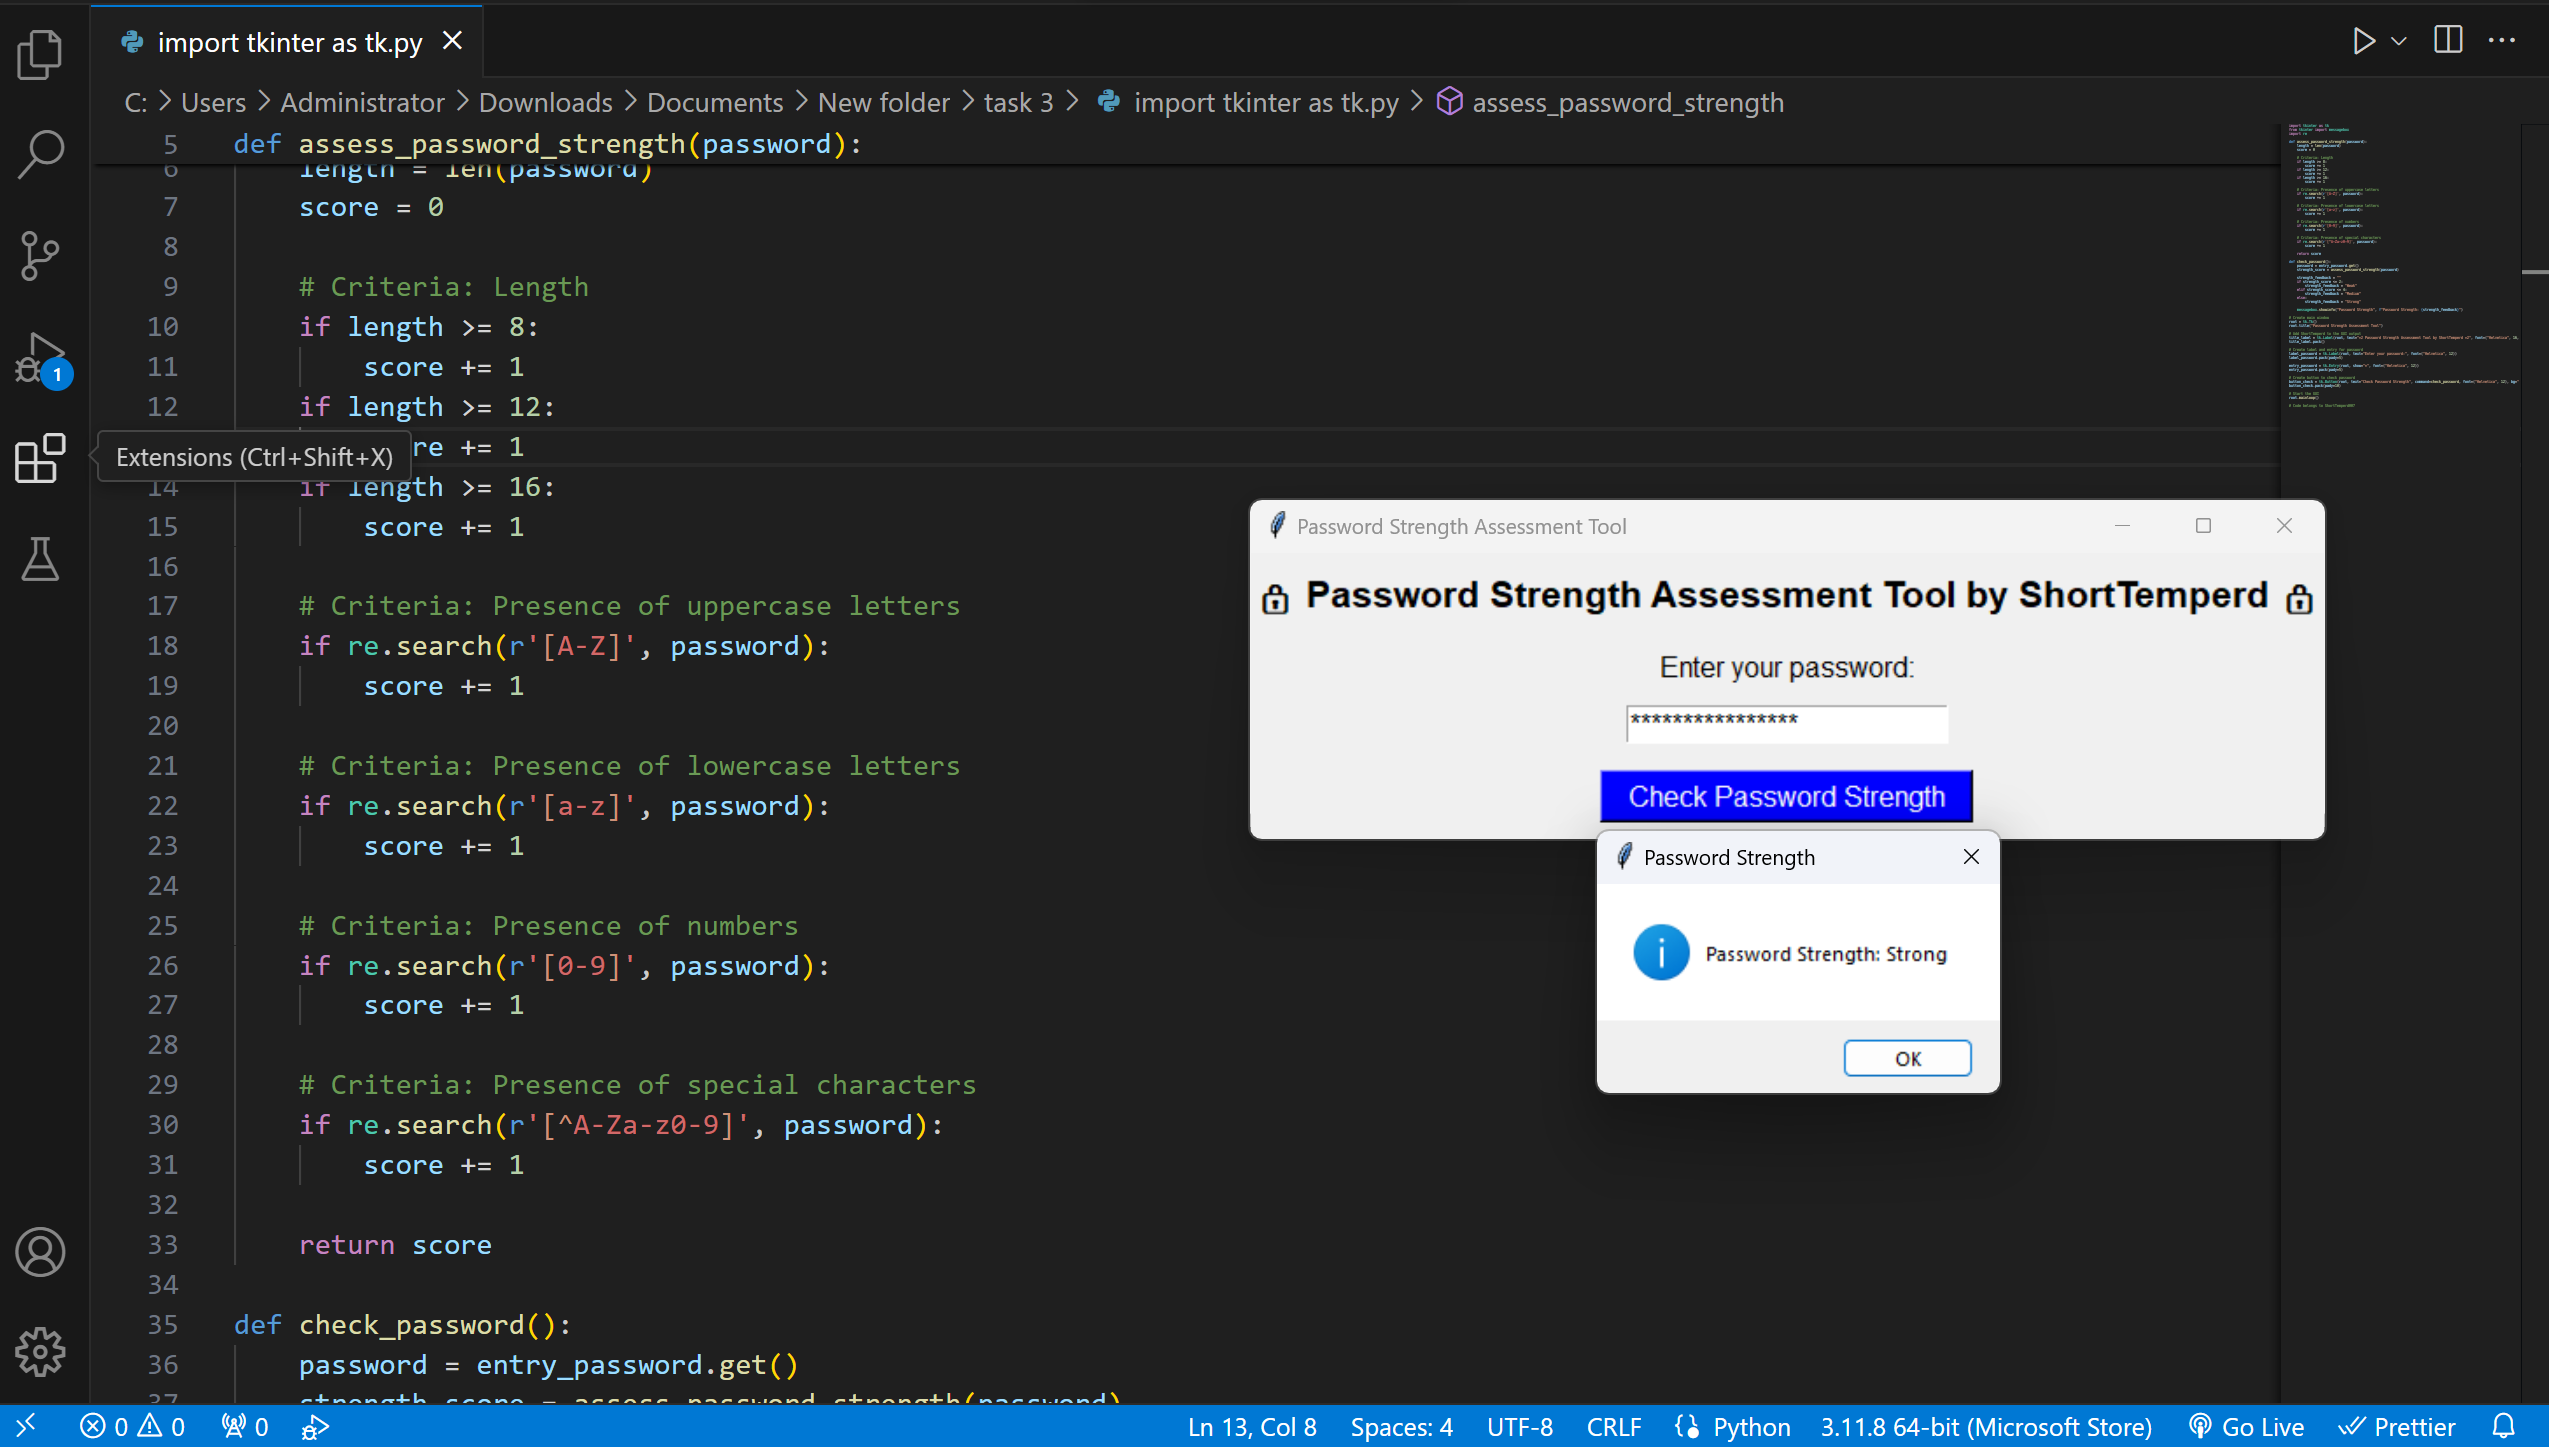 import tkinter as tk.py
C: > Users > Administrator > Downloads > Documents > New folder > task 3 > import tkinter as tk.py > assess_password_strength
5 def assess_password_strength(password):
6 length = len(password)
7 score = 0
8
9 # Criteria: Length
10 if length >= 8:
11 score += 1
12 if length >= 12:
re += 1
Extensions (Ctrl+Shift+X)
14 if length >= 16:
15 score += 1
16
17 # Criteria: Presence of uppercase letters
18 if re.search(r'[A-Z]', password):
19 score += 1
20
21 # Criteria: Presence of lowercase letters
22 if re.search(r'[a-z]', password):
23 score += 1
24
25 # Criteria: Presence of numbers
26 if re.search(r'[0-9]', password):
27 score += 1
28
29 # Criteria: Presence of special characters
30 if re.search(r'[^A-Za-z0-9]', password):
31 score += 1
32
33 return score
34
35 def check_password():
36 password = entry_password.get()
37 strength_score = assess_password_strength(password)
1
Password Strength Assessment Tool
Password Strength Assessment Tool by ShortTemperd
Enter your password:
****************
Check Password Strength
Password Strength
Password Strength: Strong
OK
0 0 0 Ln 13, Col 8 Spaces: 4 UTF-8 CRLF Python 3.11.8 64-bit (Microsoft Store) Go Live Prettier